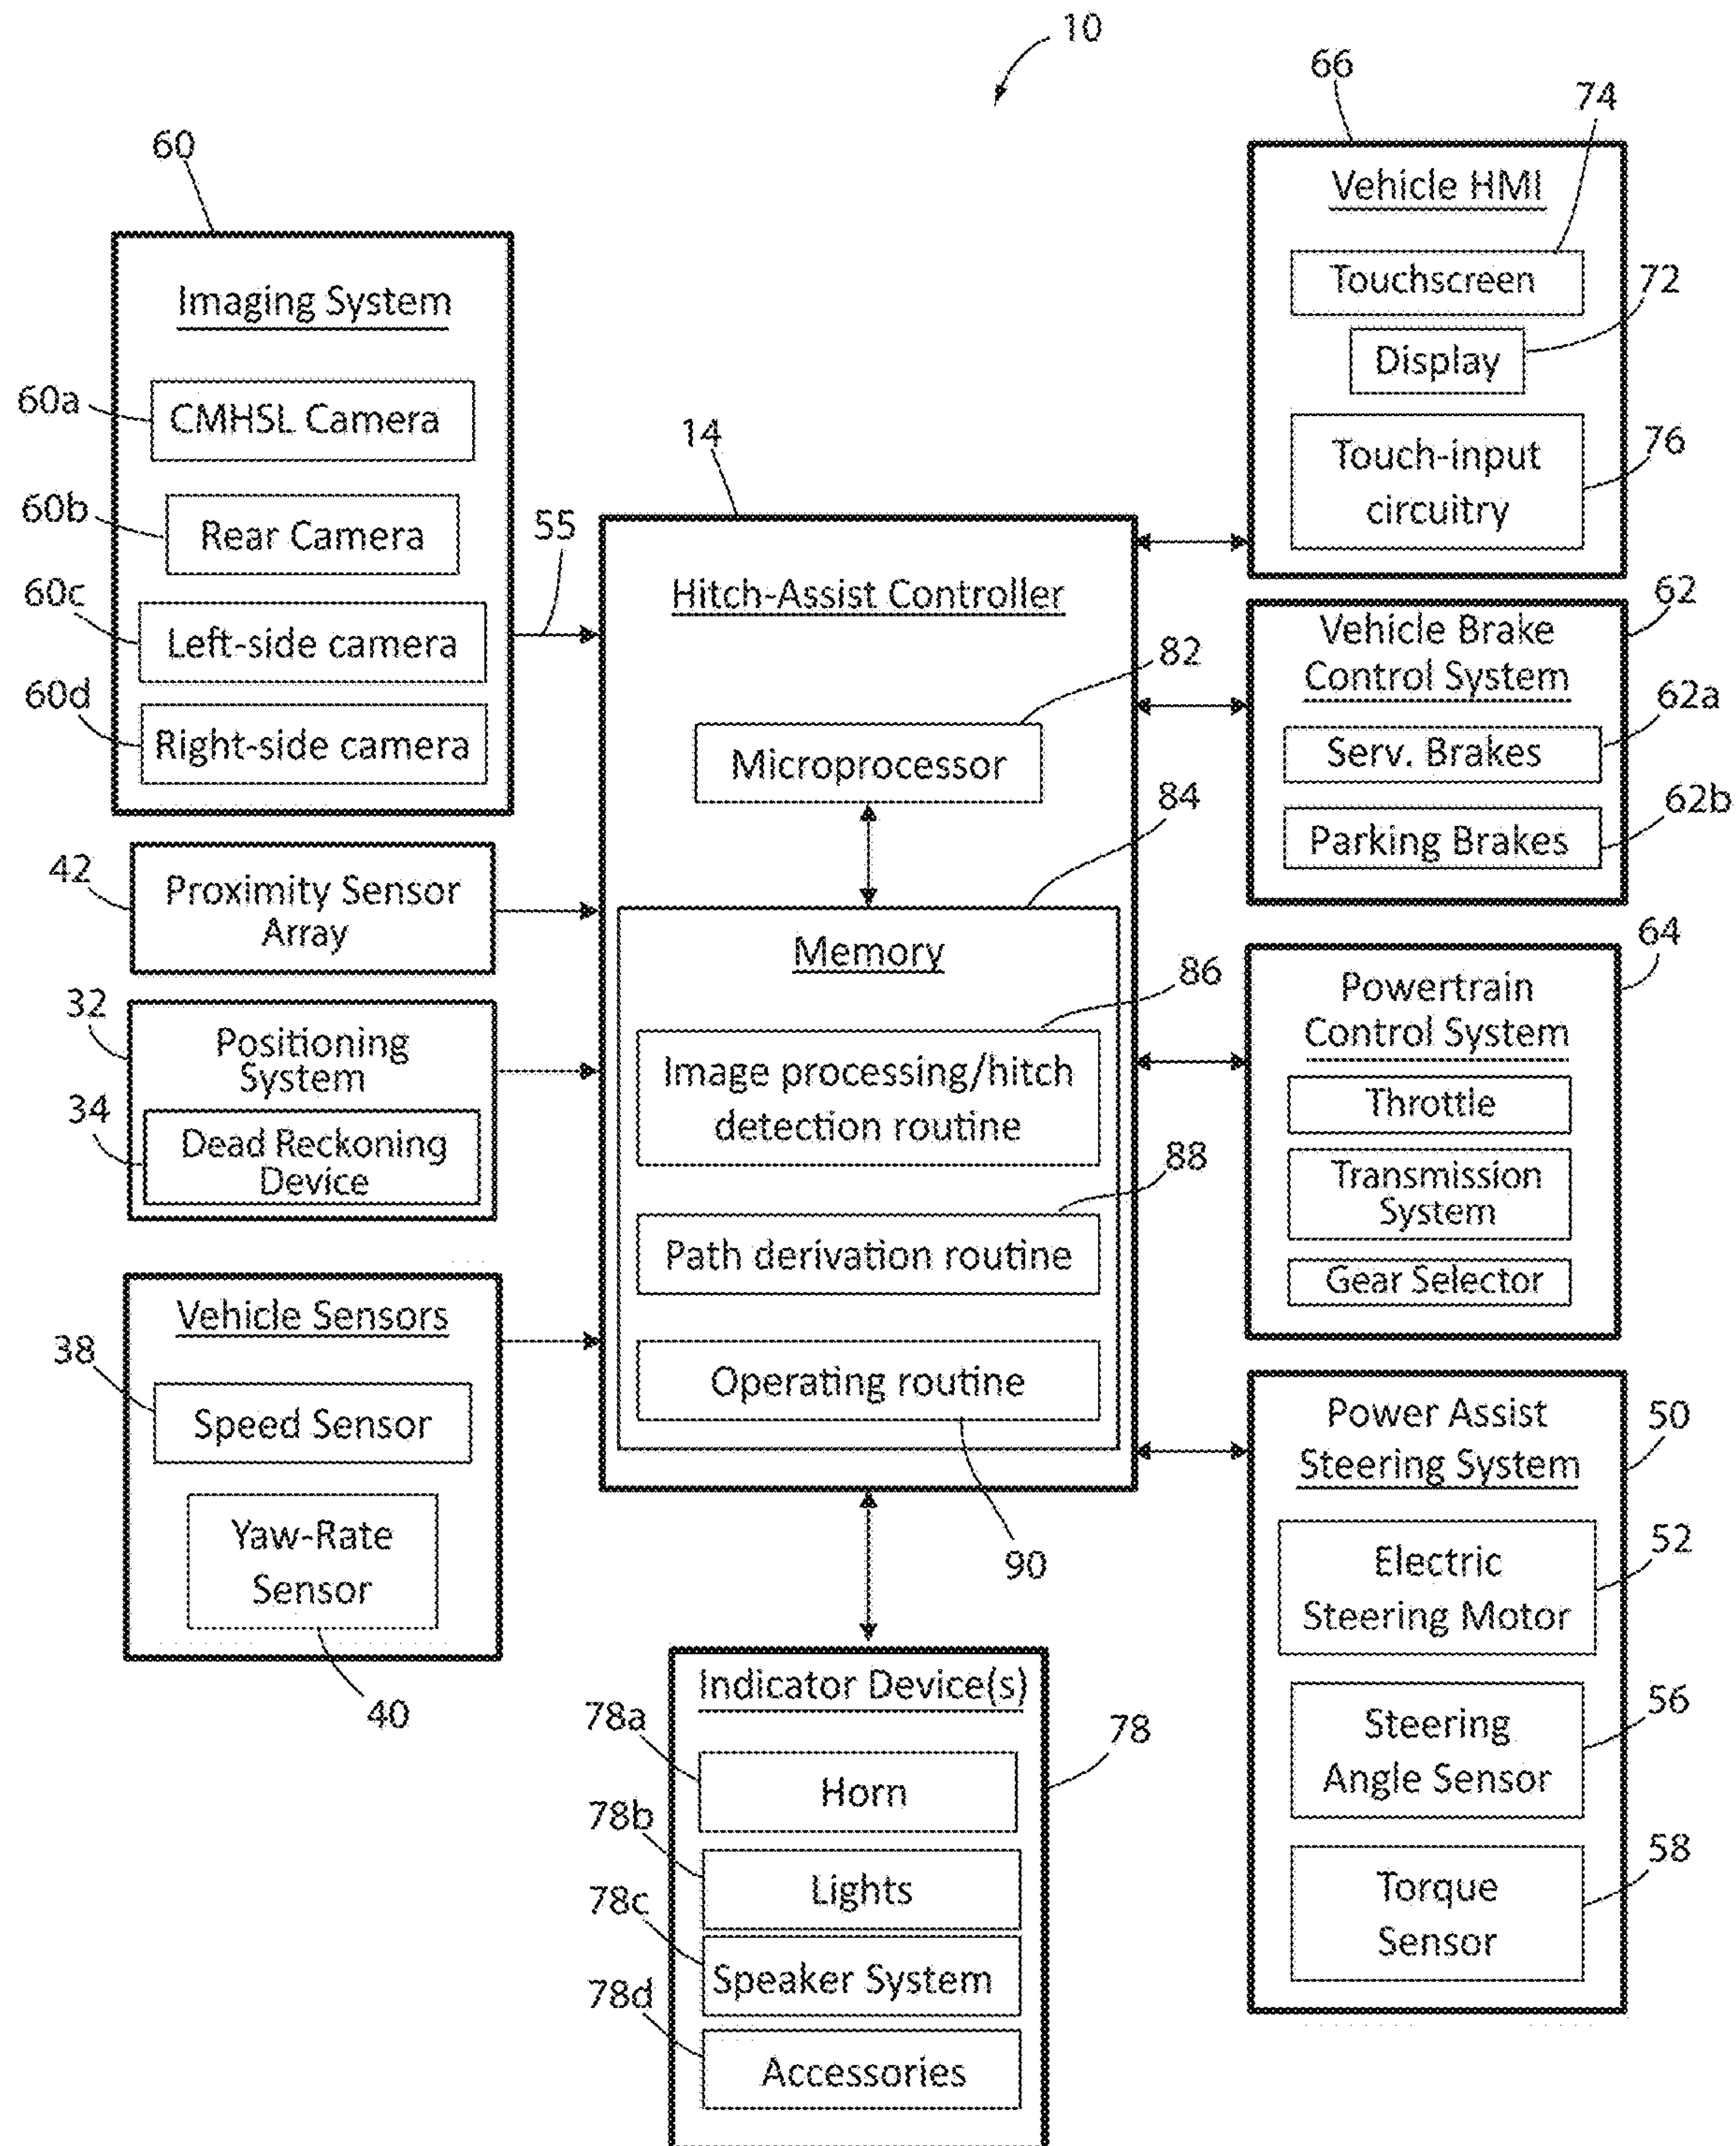 10
60
Imaging System
60a
CMHSL Camera
60b
Rear Camera
60c
Left-side camera
60d
Right-side camera
55
42
Proximity Sensor
Array
32
Positioning
System
34
Dead Reckoning
Device
Vehicle Sensors
38
Speed Sensor
Yaw-Rate
Sensor
40
14
Hitch-Assist Controller
82
Microprocessor
84
Memory
86
Image processing/hitch
detection routine
88
Path derivation routine
Operating routine
90
Indicator Device(s)
78
78a
Horn
78b
Lights
78c
Speaker System
78d
Accessories
66
Vehicle HMI
74
Touchscreen
72
Display
76
Touch-input
circuitry
62
Vehicle Brake
Control System
62a
Serv. Brakes
62b
Parking Brakes
64
Powertrain
Control System
Throttle
Transmission
System
Gear Selector
50
Power Assist
Steering System
52
Electric
Steering Motor
56
Steering
Angle Sensor
58
Torque
Sensor